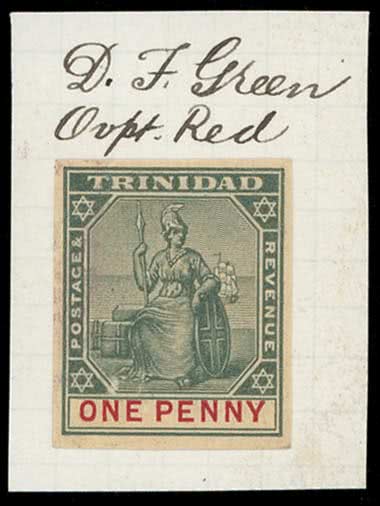 D. F. Green
Ovpt. Red
TRINIDAD
POSTAGE &
REVENUE
ONE PENNY